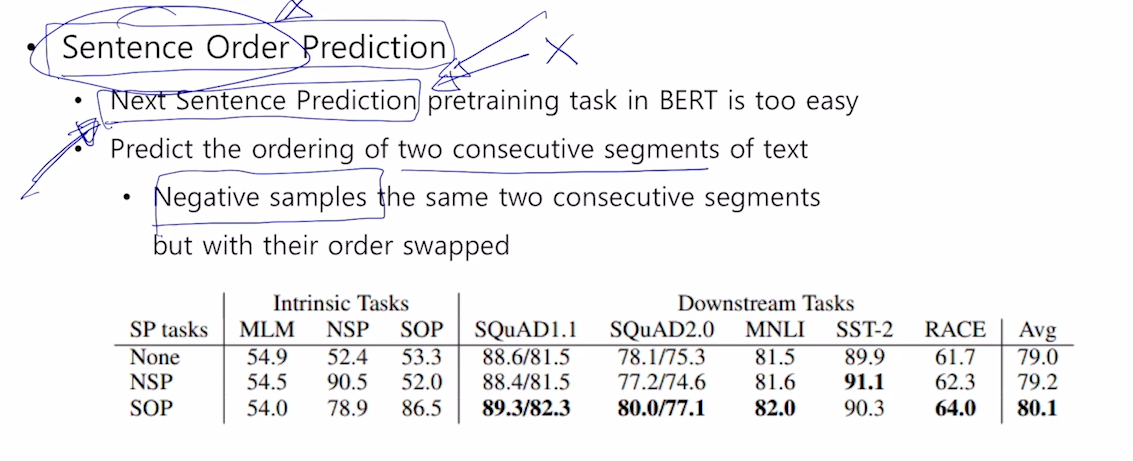 • Sentence Order Prediction
• Next Sentence Prediction pretraining task in BERT is too easy
• Predict the ordering of two consecutive segments of text
• Negative samples the same two consecutive segments
but with their order swapped
Intrinsic Tasks Downstream Tasks
SP tasks MLM NSP SOP SQuAD1.1 SQuAD2.0 MNLI SST-2 RACE Avg
None 54.9 52.4 53.3 88.6/81.5 78.1/75.3 81.5 89.9 61.7 79.0
NSP 54.5 90.5 52.0 88.4/81.5 77.2/74.6 81.6 91.1 62.3 79.2
SOP 54.0 78.9 86.5 89.3/82.3 80.0/77.1 82.0 90.3 64.0 80.1